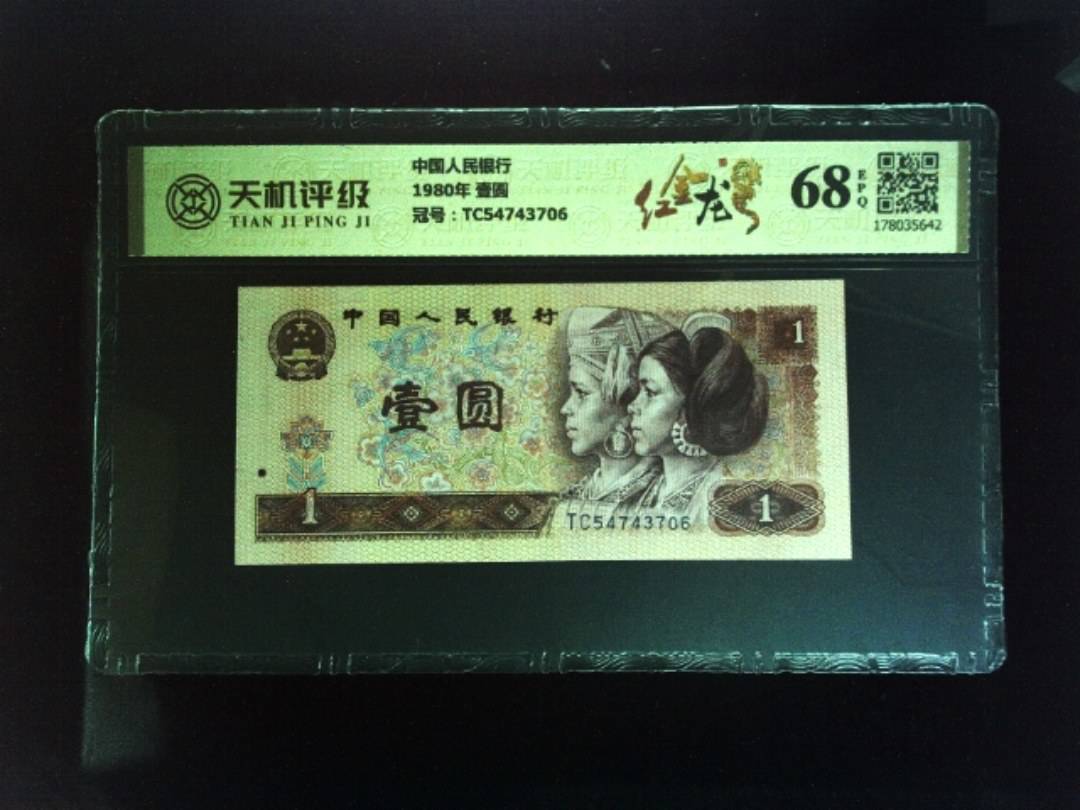 天机评级
TIAN JI PING JI
中国人民银行
1980年 壹圆
冠号：TC54743706
红金龙
68
EPQ
178035642
中国人民银行
壹圆
1
1
TC54743706
1